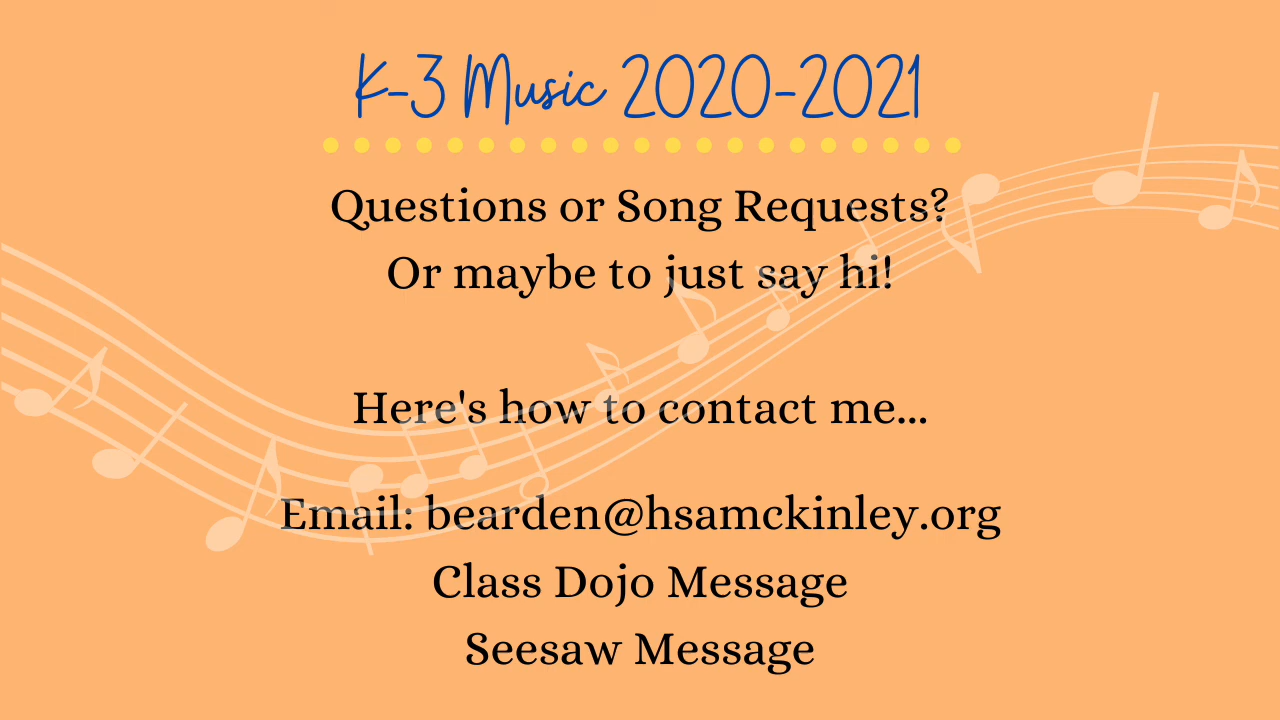 K-3 Music 2020-2021
Questions or Song Requests?
Or maybe to just say hi!
Here's how to contact me...
Email: bearden@hsamckinley.org
Class Dojo Message
Seesaw Message